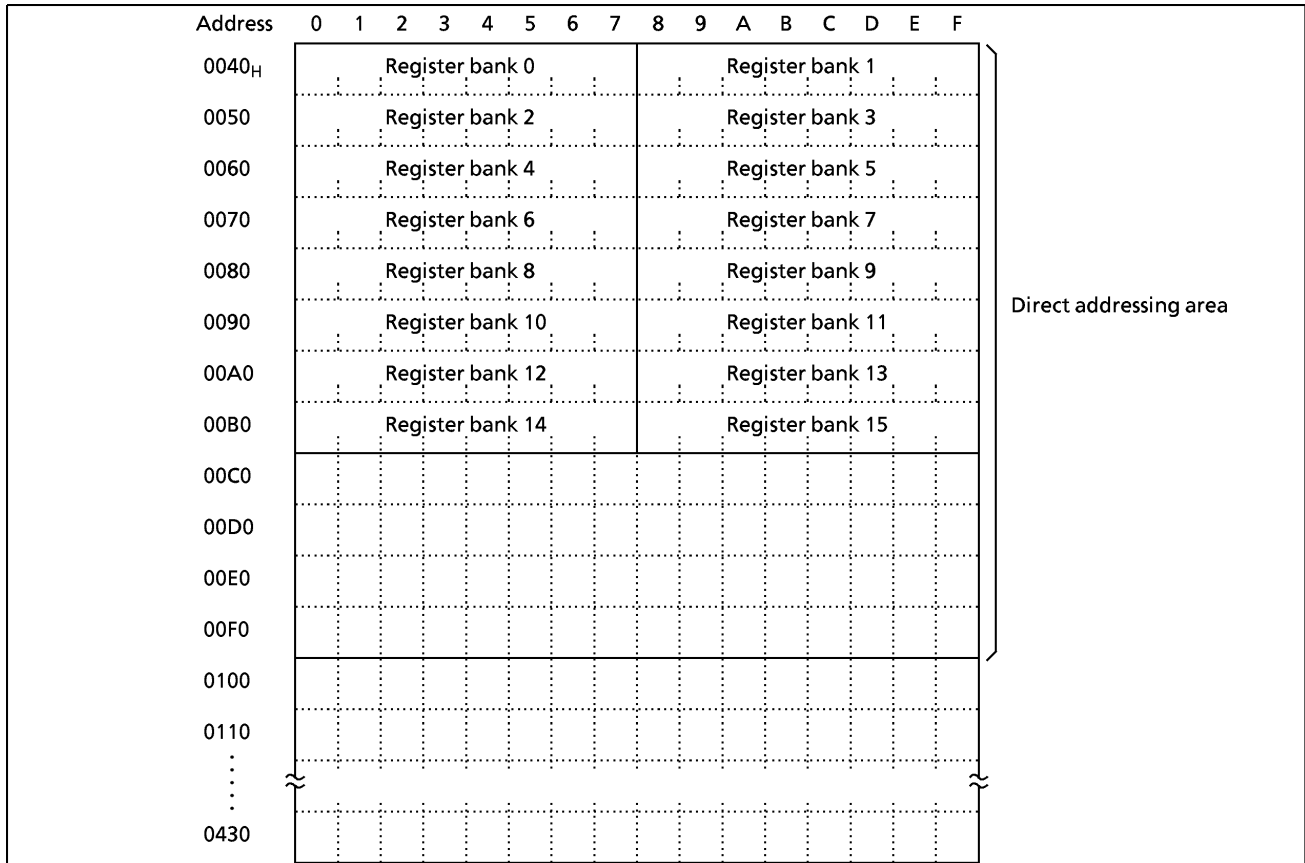 Address 0 1 2 3 4 5 6 7 8 9 A B C D E F
0040H Register bank 0 Register bank 1
0050 Register bank 2 Register bank 3
0060 Register bank 4 Register bank 5
0070 Register bank 6 Register bank 7
0080 Register bank 8 Register bank 9
0090 Register bank 10 Register bank 11
Direct addressing area
00A0 Register bank 12 Register bank 13
00B0 Register bank 14 Register bank 15
00C0
00D0
00E0
00F0
0100
0110
0430